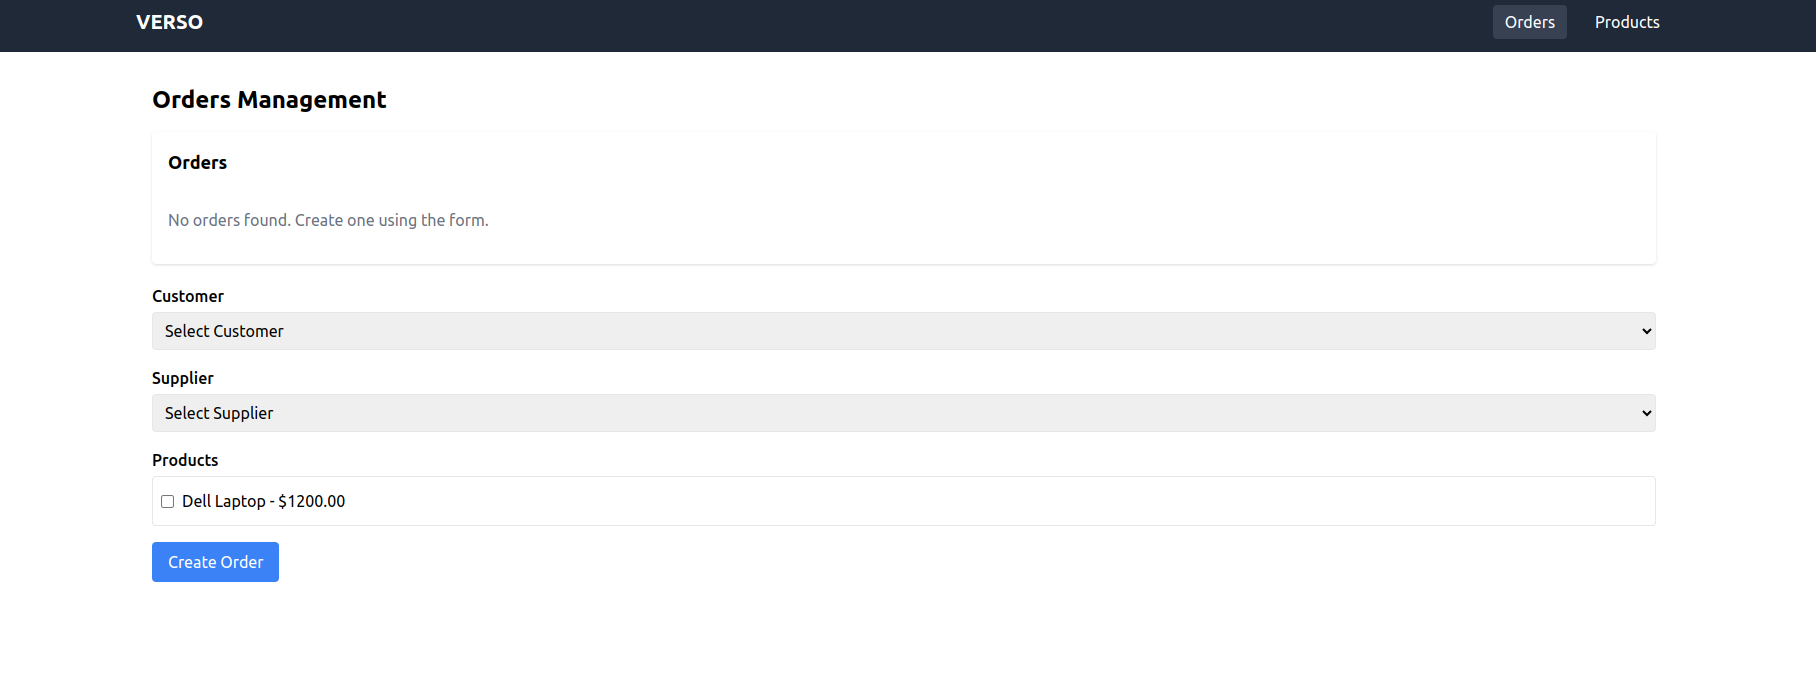 VERSO
Orders Products
Orders Management
Orders
No orders found. Create one using the form.
Customer
Select Customer
Supplier
Select Supplier
Products
Dell Laptop - $1200.00
Create Order